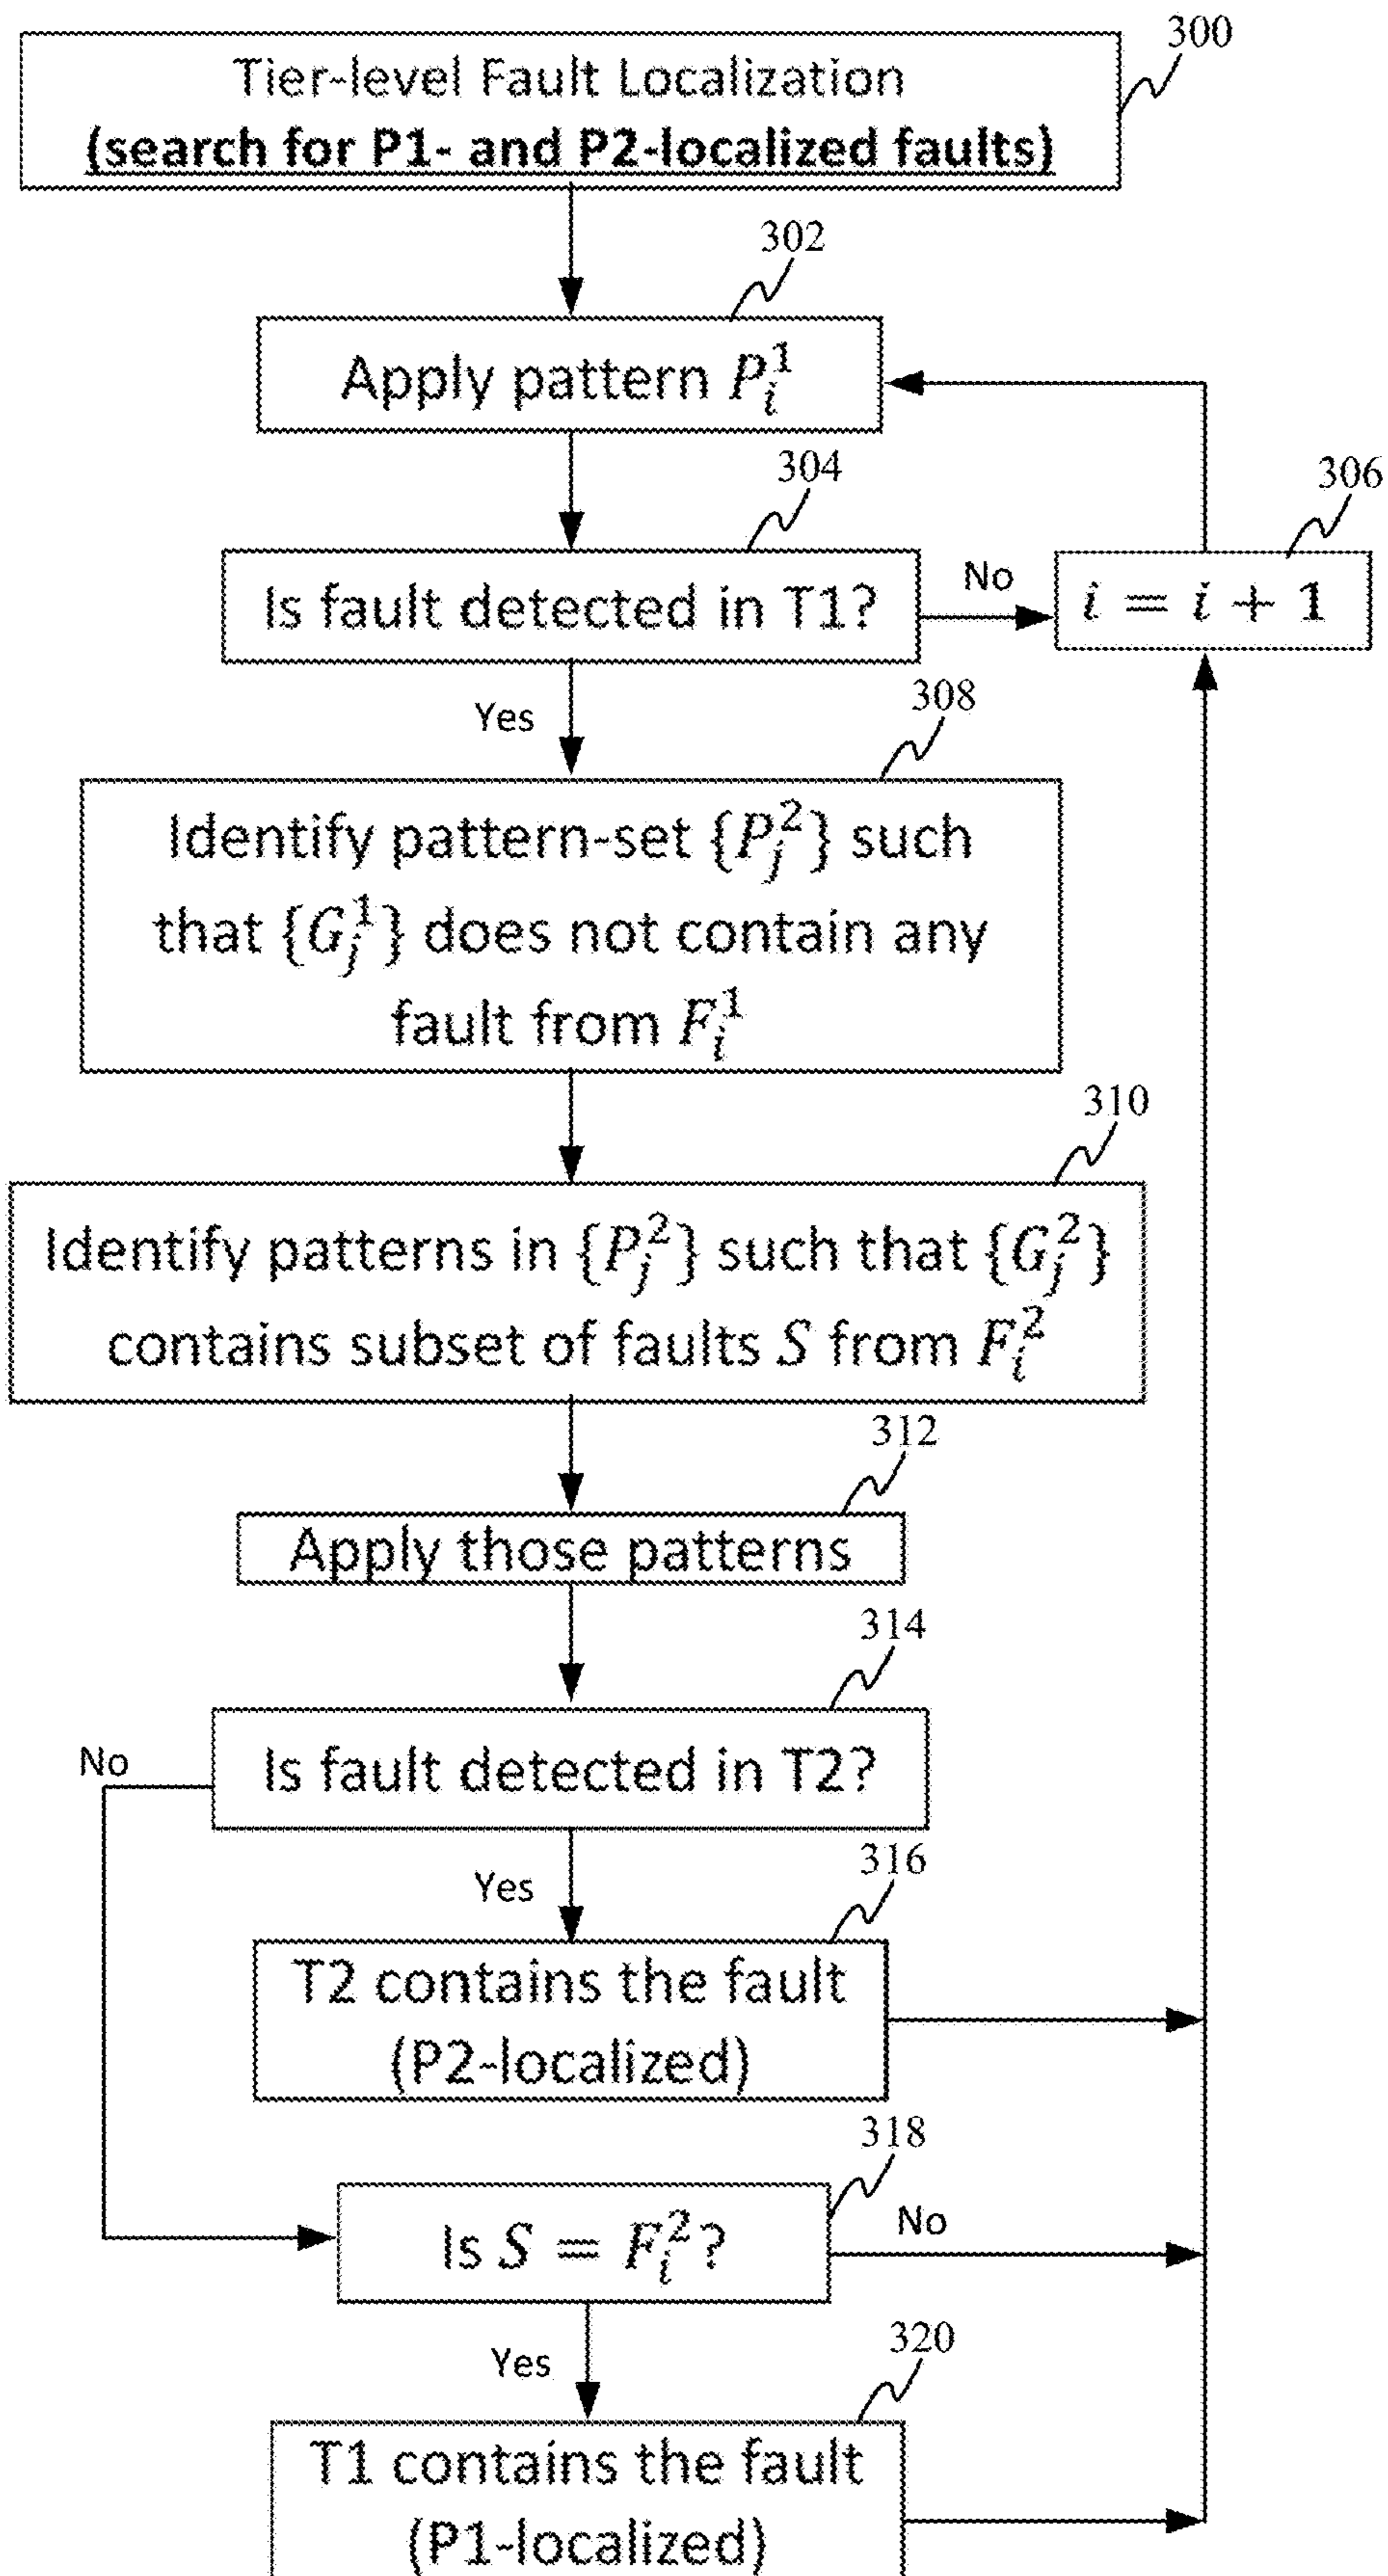 300
Tier-level Fault Localization
(search for P1- and P2-localized faults)
302
Apply pattern $P_i^1$
304
Is fault detected in T1?
No
306
$i = i + 1$
Yes
308
Identify pattern-set $\{P_j^2\}$ such
that $\{G_j^1\}$ does not contain any
fault from $F_i^1$
310
Identify patterns in $\{P_j^2\}$ such that $\{G_j^2\}$
contains subset of faults $S$ from $F_i^2$
312
Apply those patterns
314
Is fault detected in T2?
No
Yes
316
T2 contains the fault
(P2-localized)
318
Is $S = F_i^2$?
No
Yes
320
T1 contains the fault
(P1-localized)